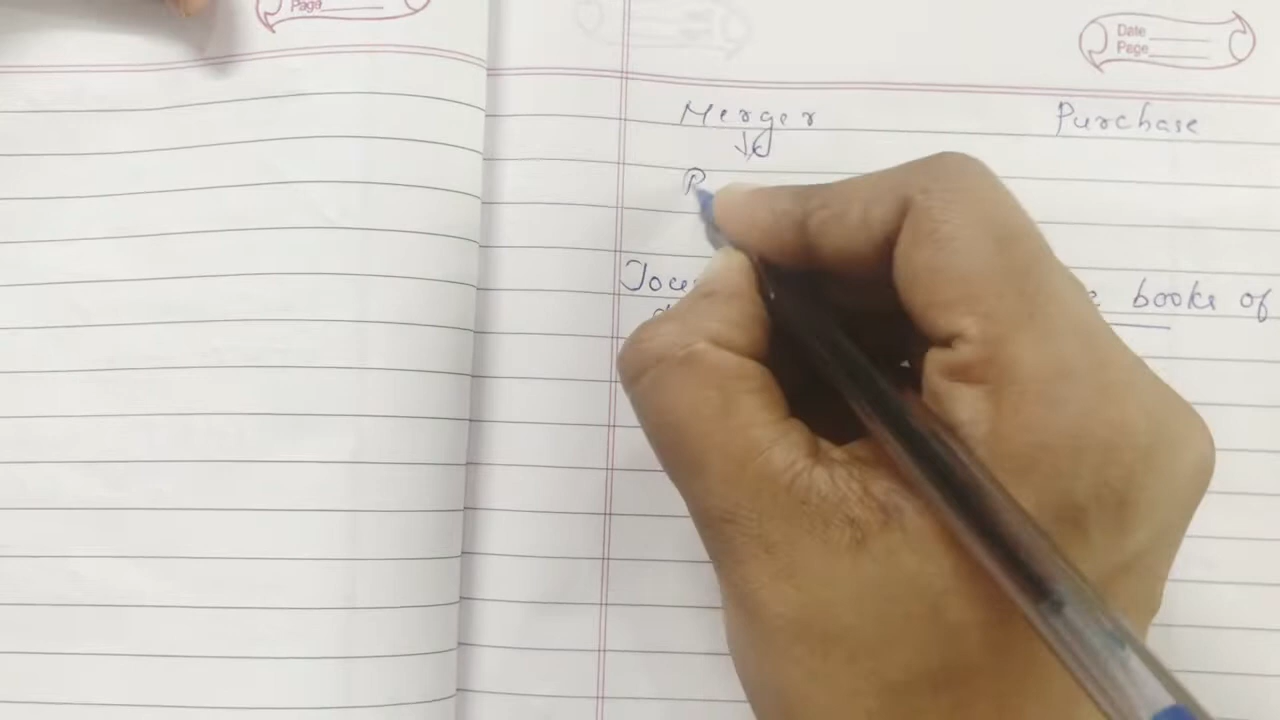 Page
Date
Page
Merger Purchase
P
books of